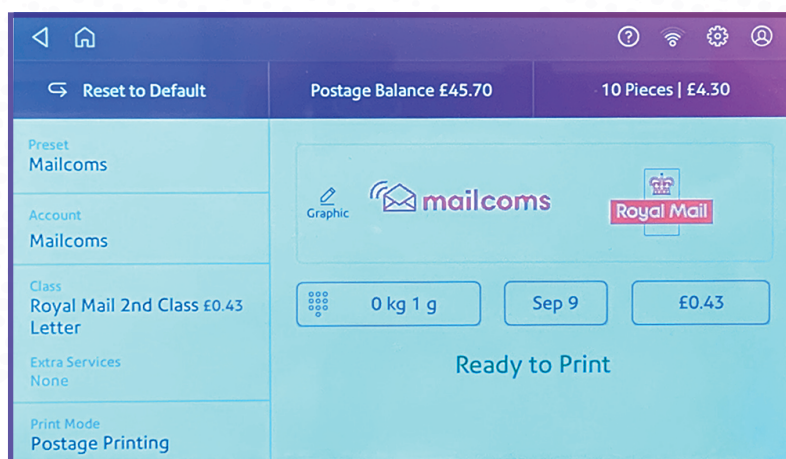 Reset to Default
Postage Balance £45.70
10 Pieces | £4.30
Preset
Mailcoms
Account
Mailcoms
Class
Royal Mail 2nd Class £0.43
Letter
Extra Services
None
Print Mode
Postage Printing
Graphic
mailcoms
Royal Mail
0 kg 1 g
Sep 9
£0.43
Ready to Print